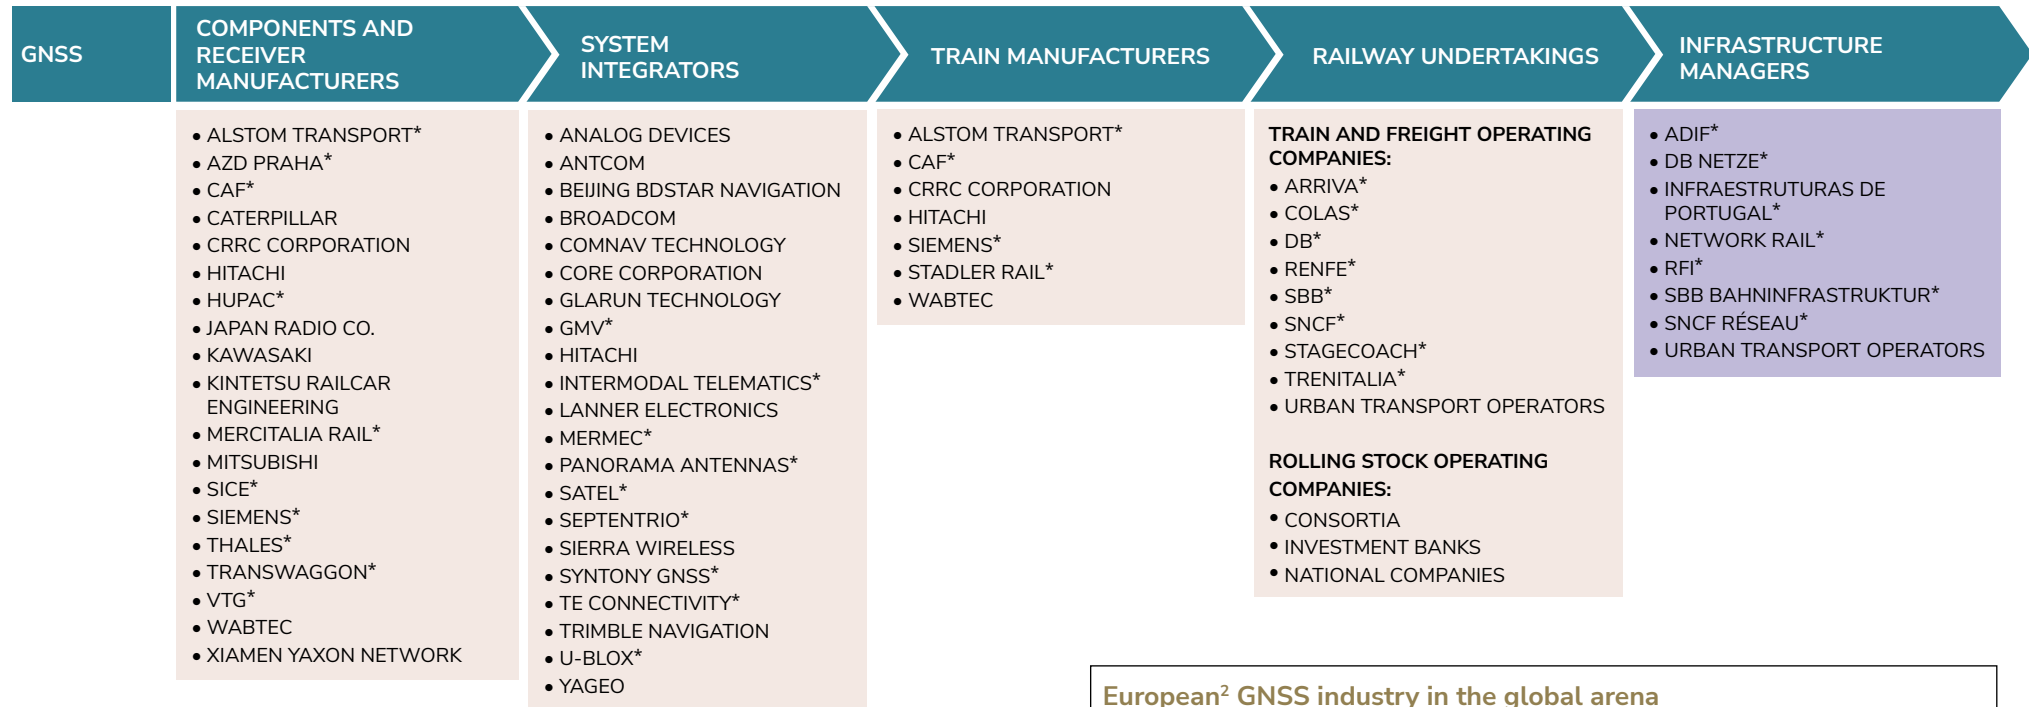 GNSS
COMPONENTS AND
RECEIVER
MANUFACTURERS
SYSTEM
INTEGRATORS
TRAIN MANUFACTURERS
RAILWAY UNDERTAKINGS
INFRASTRUCTURE
MANAGERS
• ALSTOM TRANSPORT*
• AZD PRAHA*
• CAF*
• CATERPILLAR
• CRRC CORPORATION
• HITACHI
• HUPAC*
• JAPAN RADIO CO.
• KAWASAKI
• KINTETSU RAILCAR
ENGINEERING
• MERCITALIA RAIL*
• MITSUBISHI
• SICE*
• SIEMENS*
• THALES*
• TRANSWAGGON*
• VTG*
• WABTEC
• XIAMEN YAXON NETWORK
• ANALOG DEVICES
• ANTCOM
• BEIJING BDSTAR NAVIGATION
• BROADCOM
• COMNAV TECHNOLOGY
• CORE CORPORATION
• GLARUN TECHNOLOGY
• GMV*
• HITACHI
• INTERMODAL TELEMATICS*
• LANNER ELECTRONICS
• MERMEC*
• PANORAMA ANTENNAS*
• SATEL*
• SEPTENTRIO*
• SIERRA WIRELESS
• SYNTONY GNSS*
• TE CONNECTIVITY*
• TRIMBLE NAVIGATION
• U-BLOX*
• YAGEO
• ALSTOM TRANSPORT*
• CAF*
• CRRC CORPORATION
• HITACHI
• SIEMENS*
• STADLER RAIL*
• WABTEC
TRAIN AND FREIGHT OPERATING
COMPANIES:
• ARRIVA*
• COLAS*
• DB*
• RENFE*
• SBB*
• SNCF*
• STAGECOACH*
• TRENITALIA*
• URBAN TRANSPORT OPERATORS
ROLLING STOCK OPERATING
COMPANIES:
• CONSORTIA
• INVESTMENT BANKS
• NATIONAL COMPANIES
• ADIF*
• DB NETZE*
• INFRAESTRUTURAS DE
PORTUGAL*
• NETWORK RAIL*
• RFI*
• SBB BAHNINFRASTRUKTUR*
• SNCF RÉSEAU*
• URBAN TRANSPORT OPERATORS
European² GNSS industry in the global arena